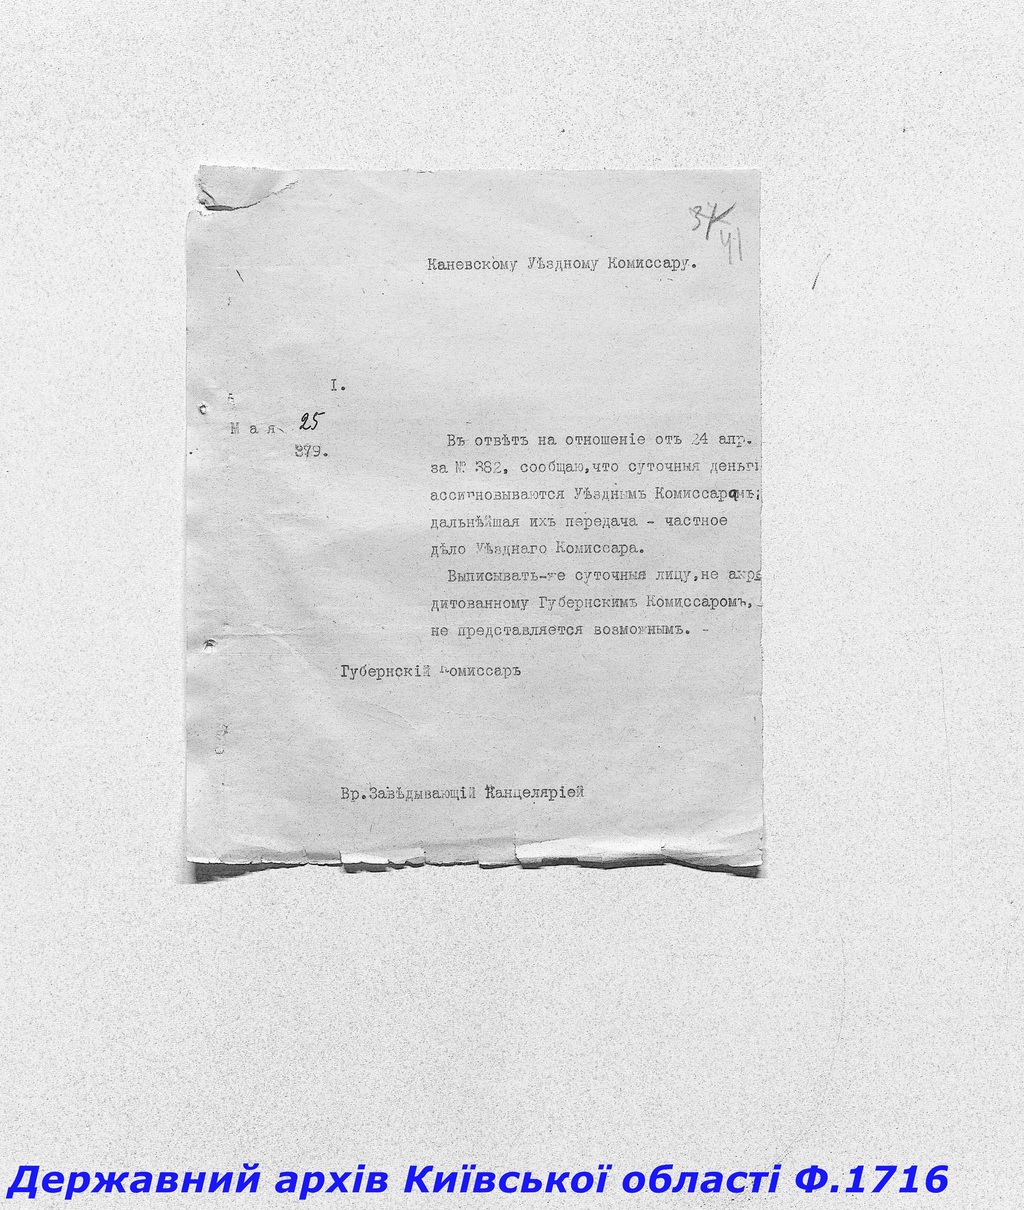 37
41
Каневскому Уѣздному Комиссару.
I.
Мая 25
379.
Въ отвѣтъ на отношеніе отъ 24 апр.
за № 382, сообщаю, что суточныя деньги
ассигновываются Уѣзднымъ Комиссарамъ;
дальнѣйшая ихъ передача - частное
дѣло Уѣзднаго Комиссара.
Выписывать-же суточныя лицу, не акре
дитованному Губернскимъ Комиссаромъ,
не представляется возможнымъ. -
Губернскій Комиссаръ
Вр.Завѣдывающій Канцеляріей
Державний архів Київської області Ф.1716